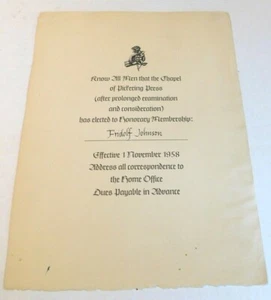 Know All Men that the Chapel
of Pickering Press
(after prolonged examination
and consideration)
has elected to Honorary Membership:
Fridolf Johnson
Effective 1 November 1958
Address all correspondence to
the Home Office
Dues Payable in Advance